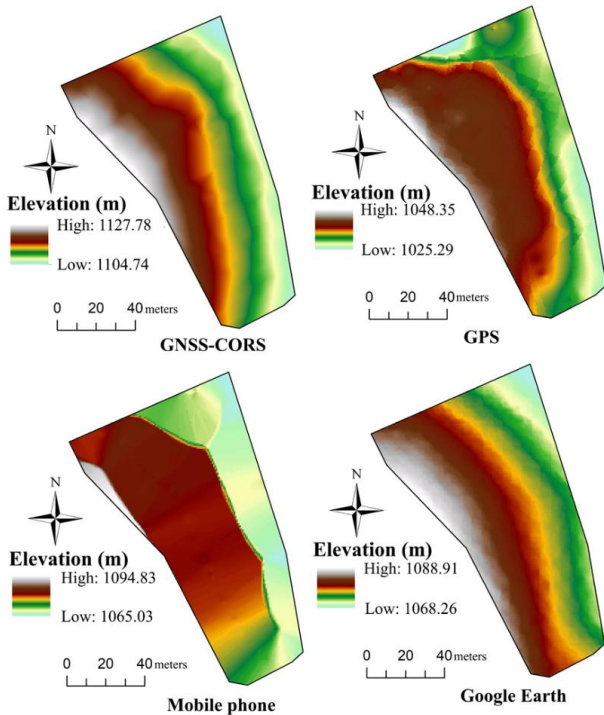 N
Elevation (m)
High: 1127.78
Low: 1104.74
0 20 40 meters
GNSS-CORS
N
Elevation (m)
High: 1048.35
Low: 1025.29
0 20 40 meters
GPS
N
Elevation (m)
High: 1094.83
Low: 1065.03
0 20 40 meters
Mobile phone
N
Elevation (m)
High: 1088.91
Low: 1068.26
0 20 40 meters
Google Earth